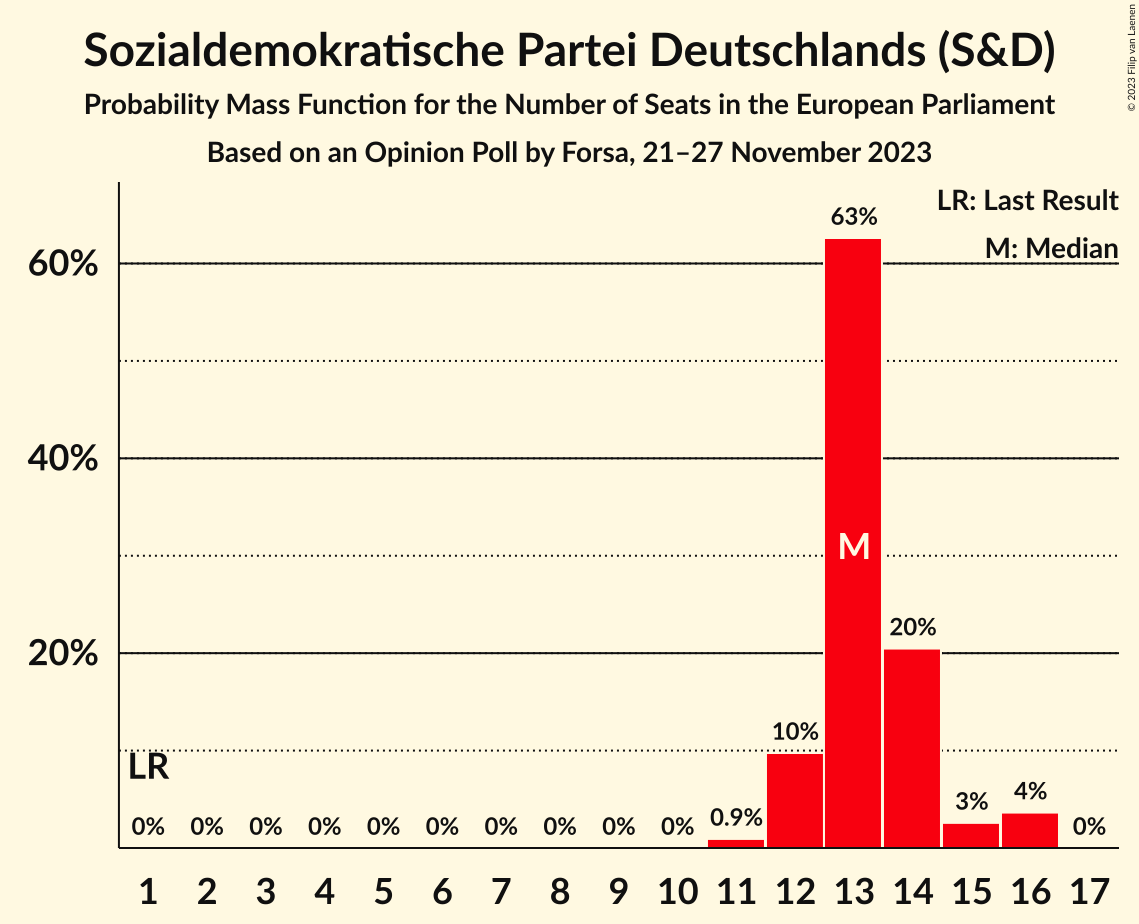 Sozialdemokratische Partei Deutschlands (S&D)
Probability Mass Function for the Number of Seats in the European Parliament
Based on an Opinion Poll by Forsa, 21–27 November 2023
© 2023 Filip van Laenen
LR: Last Result
M: Median
63%
60%
40%
M
20%
20%
10%
LR
0% 0% 0% 0% 0% 0% 0% 0% 0% 0% 0.9% 3% 4% 0%
1 2 3 4 5 6 7 8 9 10 11 12 13 14 15 16 17